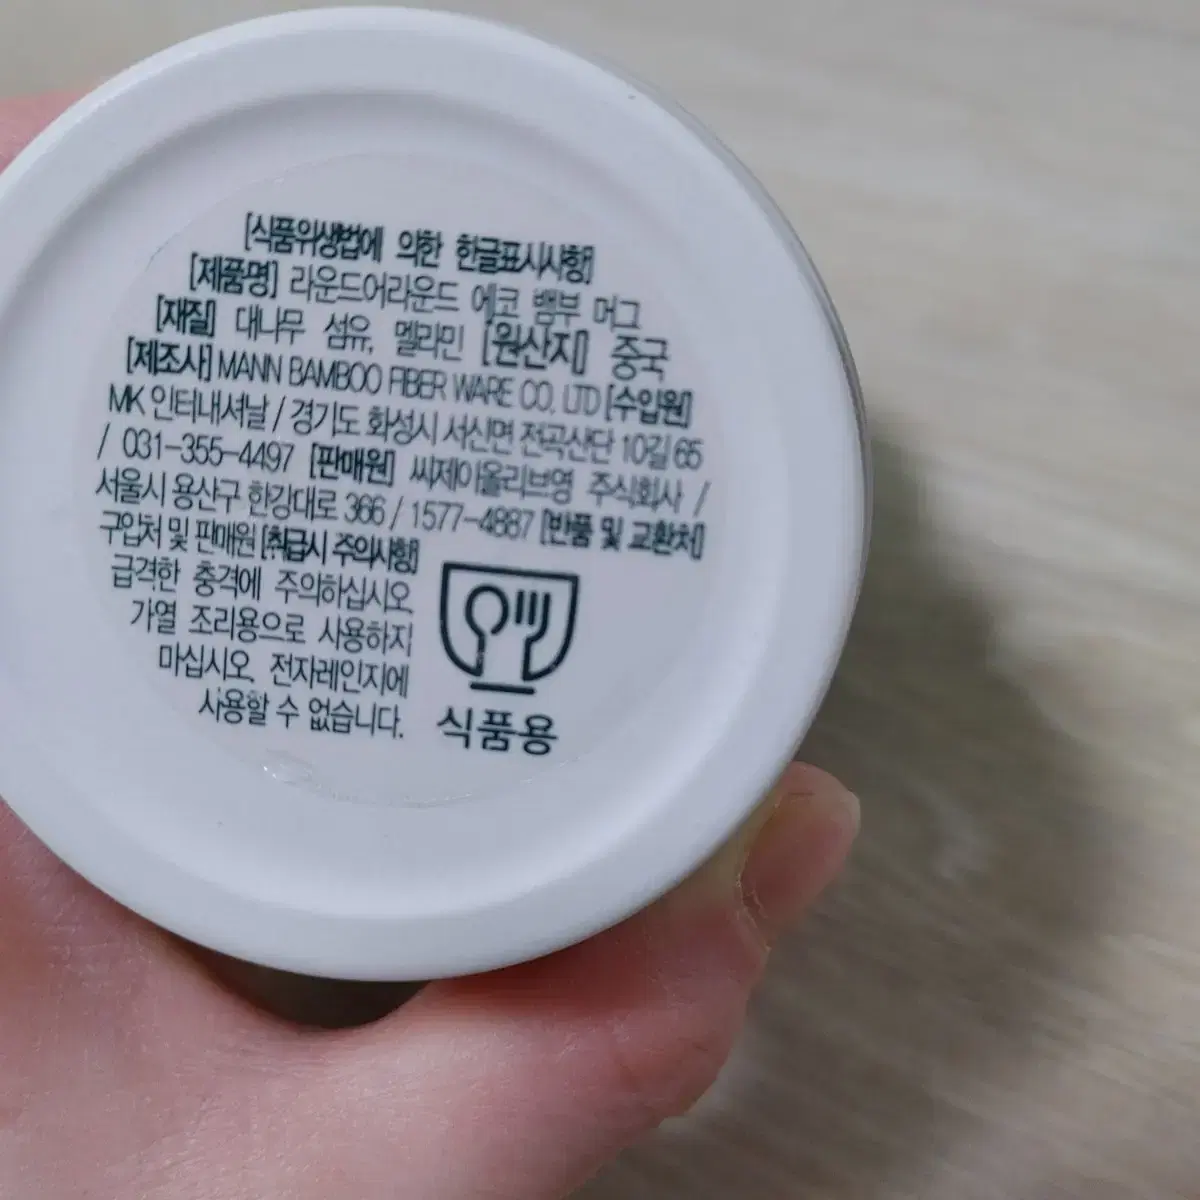 [식품위생법에 의한 한글표시사항]
[제품명] 라운드어라운드 에코 뱀부 머그
[재질] 대나무 섬유, 멜라민 [원산지] 중국
[제조사] MANN BAMBOO FIBER WARE CO, LTD [수입원]
MK 인터내셔날 / 경기도 화성시 서신면 전곡산단 10길 65
/ 031-355-4497 [판매원] 씨제이올리브영 주식회사 /
서울시 용산구 한강대로 366 / 1577-4887 [반품 및 교환처]
구입처 및 판매원 [취급시 주의사항]
급격한 충격에 주의하십시오
가열 조리용으로 사용하지
마십시오 전자레인지에
사용할 수 없습니다.
식품용